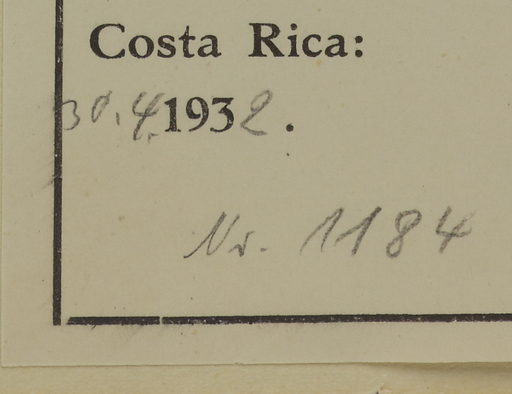 Costa Rica:
30.4.1932.
Nr. 1184